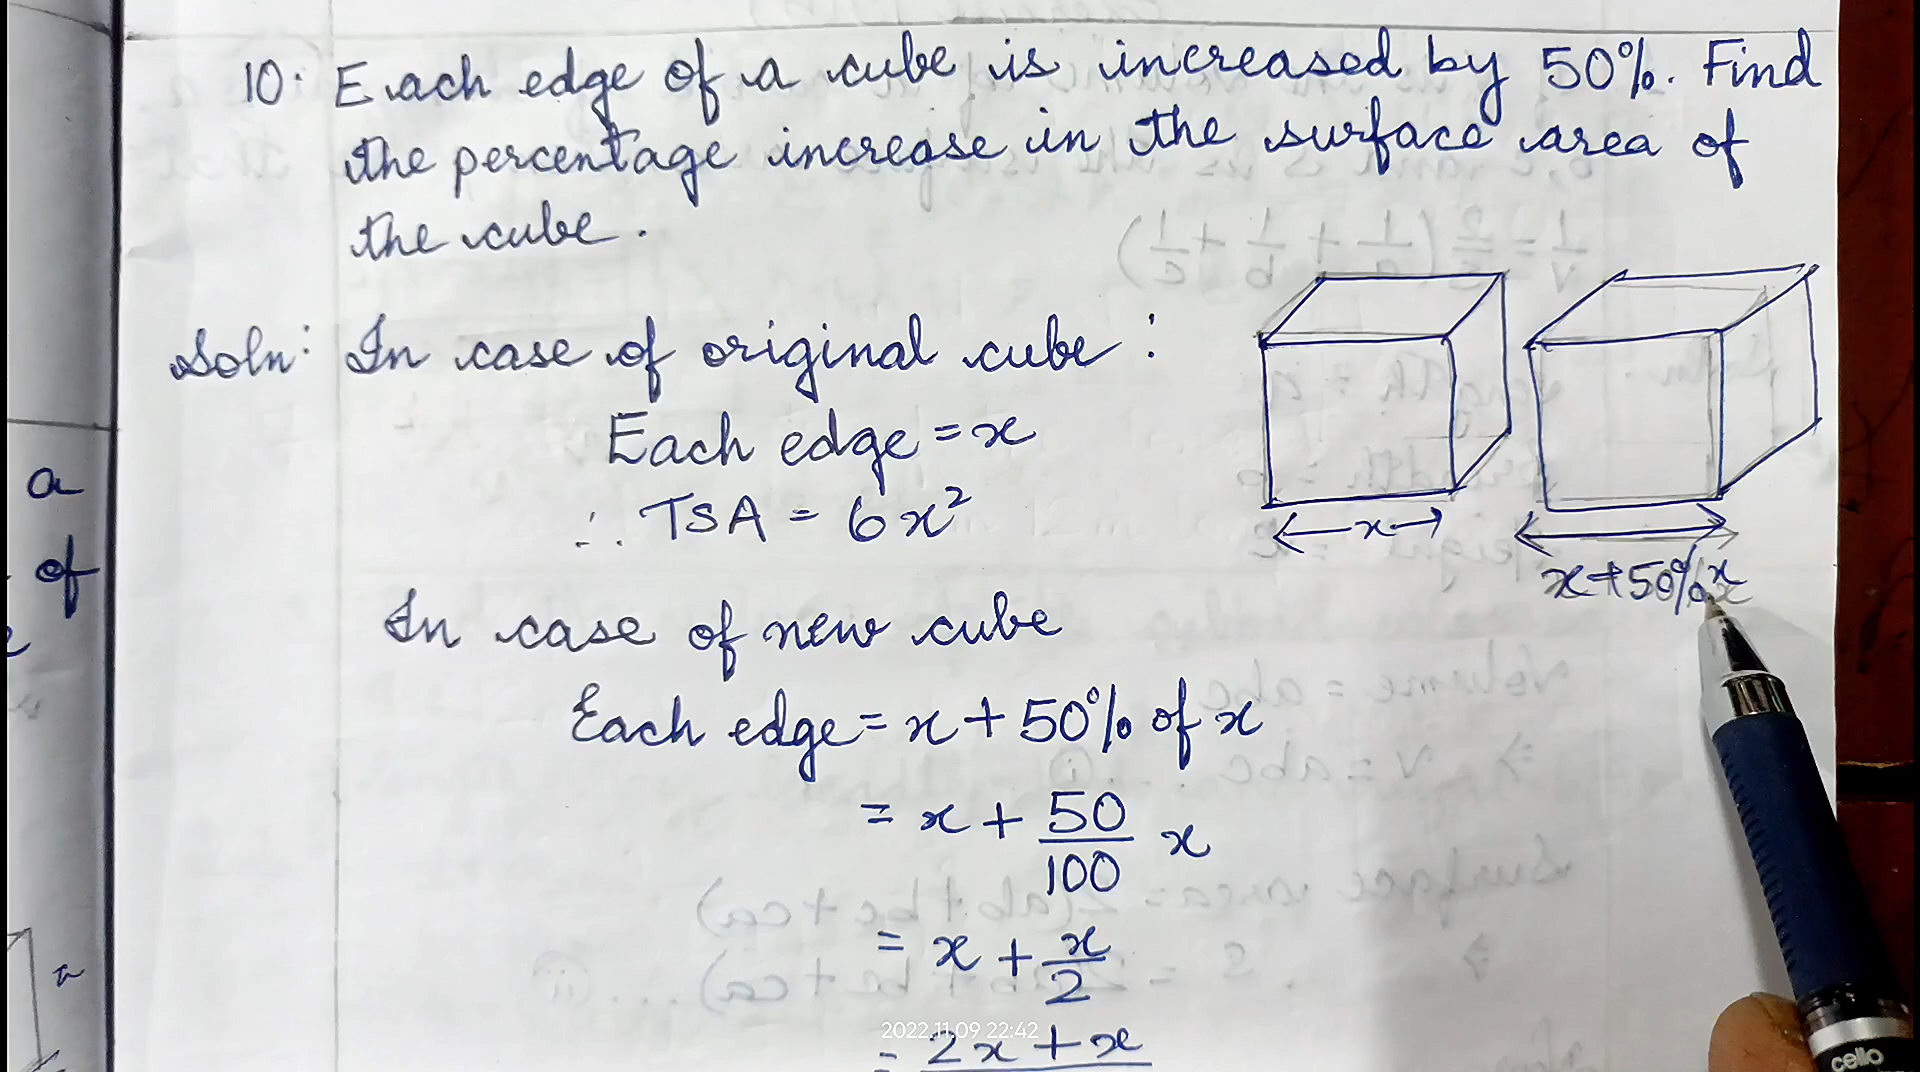 10. Each edge of a cube is increased by 50%. Find
the percentage increase in the surface area of
the cube.
Soln: In case of original cube :
Each edge = x
∴ TSA = 6x²
x
x+50%x
In case of new cube
Each edge = x + 50% of x
= x + 50/100 x
= x + x/2
= 2x + x
2022.11.09 22:42
a
of
cello